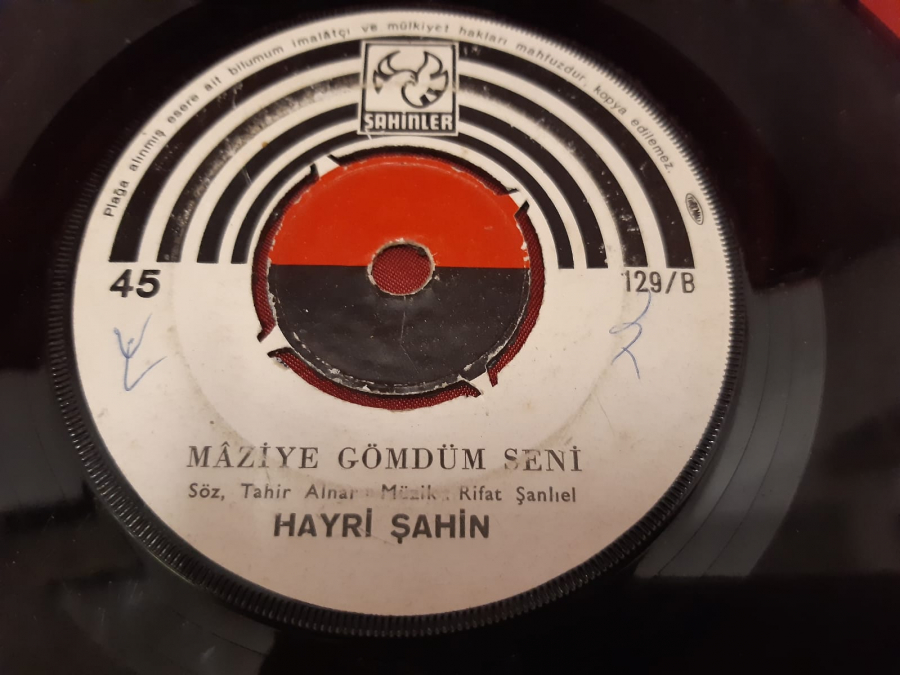 Plağa alınmış esere ait bilumum imalâtçı ve mülkiyet hakları mahfuzdur, kopya edilemez.
ŞAHİNLER
45
129/B
MÂZİYE GÖMDÜM SENİ
Söz, Tahir Alnar - Müzik : Rifat Şanlıel
HAYRİ ŞAHİN